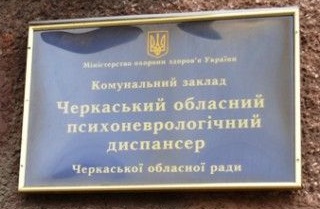 Міністерство охорони здоров'я України
Комунальний заклад
Черкаський обласний
психоневрологічний
диспансер
Черкаської обласної ради